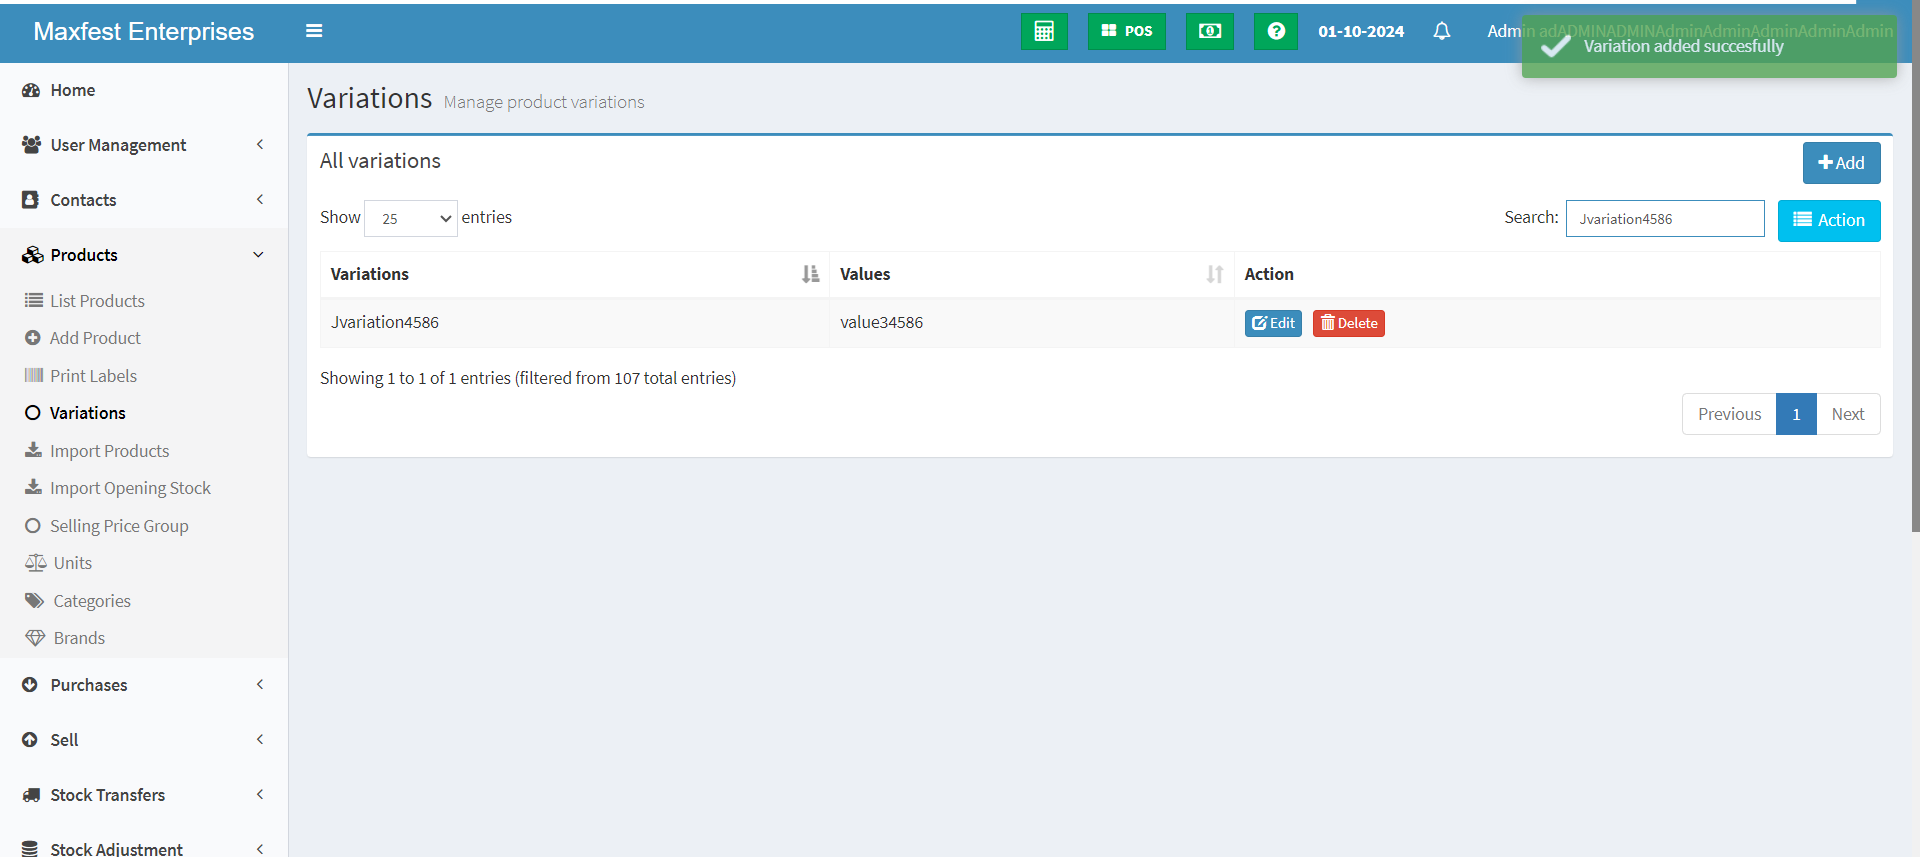 Maxfest Enterprises
POS
01-10-2024
Admin adADMINADMINAdminAdminAdminAdminAdmin
Variation added succesfully
Home
User Management
Contacts
Products
List Products
Add Product
Print Labels
Variations
Import Products
Import Opening Stock
Selling Price Group
Units
Categories
Brands
Purchases
Sell
Stock Transfers
Stock Adjustment
Variations Manage product variations
All variations
Add
Show 25 entries
Search: Jvariation4586
Action
Variations Values Action
Jvariation4586 value34586 Edit Delete
Showing 1 to 1 of 1 entries (filtered from 107 total entries)
Previous 1 Next